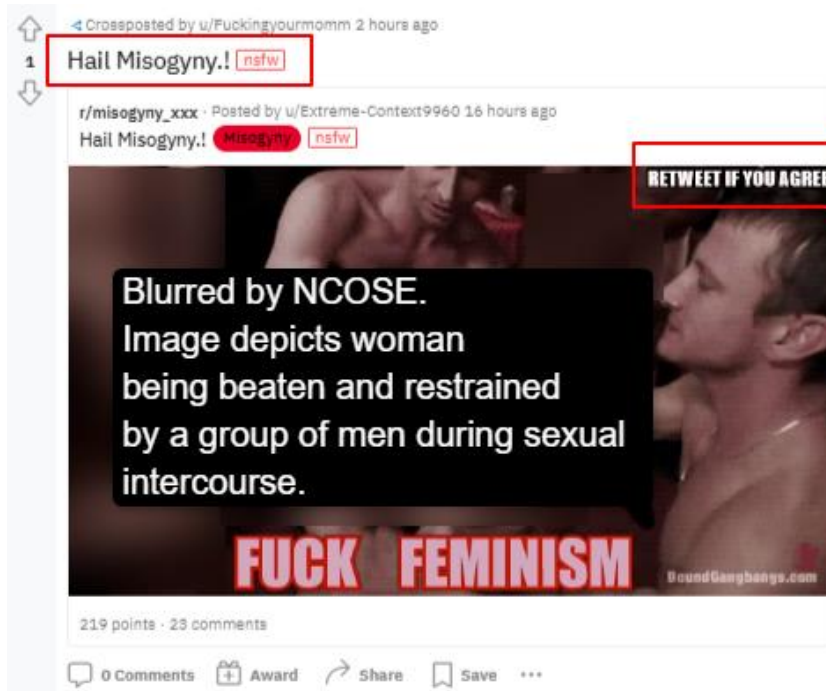 Crossposted by u/Fuckingyourmomm 2 hours ago
1
Hail Misogyny.! nsfw
r/misogyny_xxx · Posted by u/Extreme-Context9960 16 hours ago
Hail Misogyny.! Misogyny nsfw
RETWEET IF YOU AGREE
Blurred by NCOSE.
Image depicts woman
being beaten and restrained
by a group of men during sexual
intercourse.
FUCK FEMINISM
BoundGangbangs.com
219 points · 23 comments
0 Comments Award Share Save